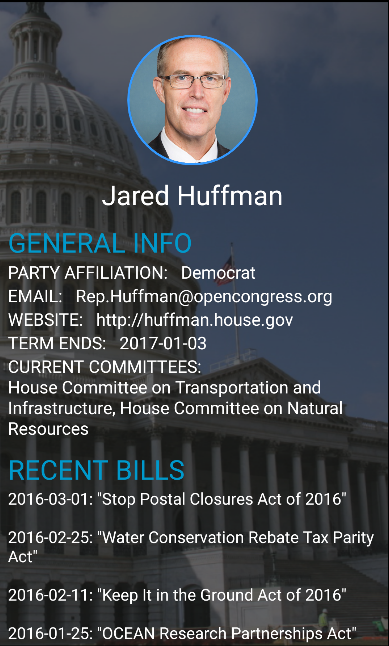 Jared Huffman
GENERAL INFO
PARTY AFFILIATION: Democrat
EMAIL: Rep.Huffman@opencongress.org
WEBSITE: http://huffman.house.gov
TERM ENDS: 2017-01-03
CURRENT COMMITTEES:
House Committee on Transportation and
Infrastructure, House Committee on Natural
Resources
RECENT BILLS
2016-03-01: "Stop Postal Closures Act of 2016"
2016-02-25: "Water Conservation Rebate Tax Parity
Act"
2016-02-11: "Keep It in the Ground Act of 2016"
2016-01-25: "OCEAN Research Partnerships Act"